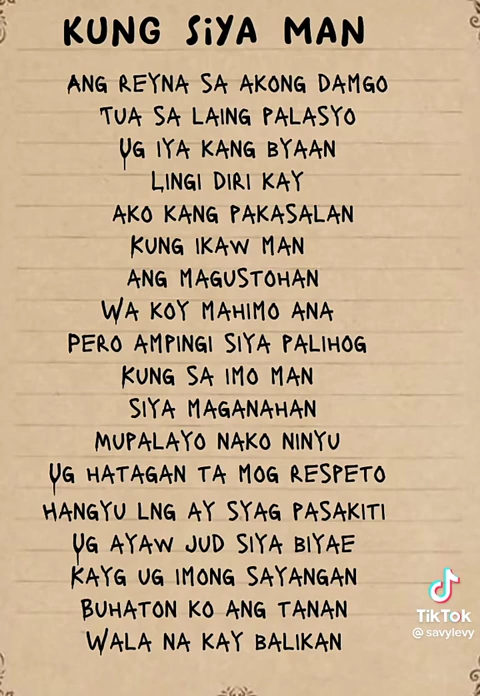 KUNG SiYA MAN
ANG REYNA SA AKONG DAMGO
TUA SA LAING PALASYO
UG IYA KANG BYAAN
LINGI DIRI KAY
AKO KANG PAKASALAN
KUNG IKAW MAN
ANG MAGUSTOHAN
WA KOY MAHIMO ANA
PERO AMPINGI SIYA PALIHOG
KUNG SA IMO MAN
SIYA MAGANAHAN
MUPALAYO NAKO NINYU
UG HATAGAN TA MOG RESPETO
HANGYU LNG AY SYAG PASAKITI
UG AYAW JUD SIYA BIYAE
KAYG UG IMONG SAYANGAN
BUHATON KO ANG TANAN
WALA NA KAY BALIKAN
TikTok
@savylevy